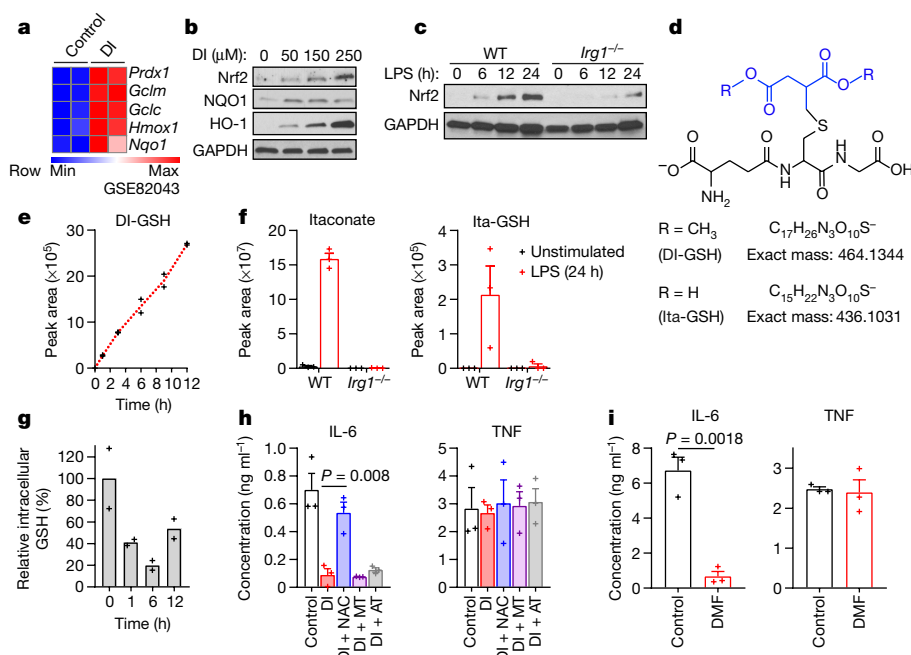 a
Control
DI
Prdx1
Gclm
Gclc
Hmox1
Nqo1
Row Min Max
GSE82043
b
DI (μM): 0 50 150 250
Nrf2
NQO1
HO-1
GAPDH
c
WT Irg1−/−
LPS (h): 0 6 12 24 0 6 12 24
Nrf2
GAPDH
d
R O O O O R
S
O O O
−O N H N OH
NH2 H O
R = CH3 C17H26N3O10S−
(DI-GSH) Exact mass: 464.1344
R = H C15H22N3O10S−
(Ita-GSH) Exact mass: 436.1031
e
DI-GSH
Peak area (×10⁵)
30
20
10
0
0 2 4 6 8 10 12
Time (h)
f
Itaconate
Peak area (×10⁷)
20
15
10
5
0
WT Irg1−/−
Ita-GSH
Peak area (×10⁵)
6
4
2
0
WT Irg1−/−
Unstimulated
LPS (24 h)
g
Relative intracellular
GSH (%)
120
100
80
60
40
20
0
0 1 6 12
Time (h)
h
IL-6
Concentration (ng ml−1)
1.0
0.8
0.6
0.4
0.2
0
P = 0.008
Control
DI
DI + NAC
DI + MT
DI + AT
TNF
Concentration (ng ml−1)
5
4
3
2
1
0
Control
DI
DI + NAC
DI + MT
DI + AT
i
IL-6
Concentration (ng ml−1)
8
6
4
2
0
P = 0.0018
Control
DMF
TNF
3
2
1
0
Control
DMF